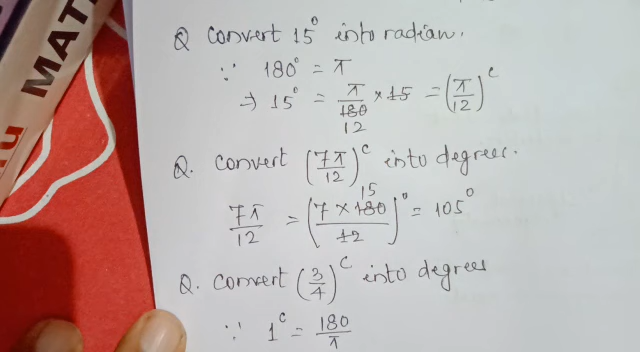 MAT
Q convert 15° into radian.
∵ 180° = π
→ 15° = π/180 × 15 = (π/12)^c
12
Q. convert (7π/12)^c into degrees.
15
7π/12 = (7 × 180/12)° = 105°
Q. convert (3/4)^c into degrees
∵ 1^c = 180/π